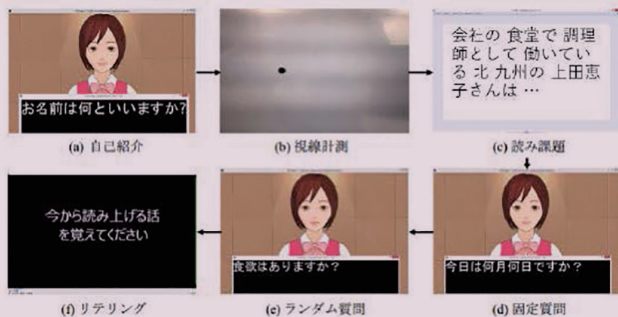 お名前は何といいますか?
(a) 自己紹介
(b) 視線計測
会社の 食堂で 調理
師として 働いてい
る 北 九州の 上田恵
子さんは …
(c) 読み課題
今日は何月何日ですか?
(d) 固定質問
食欲はありますか?
(e) ランダム質問
今から読み上げる話
を覚えてください
(f) リテリング